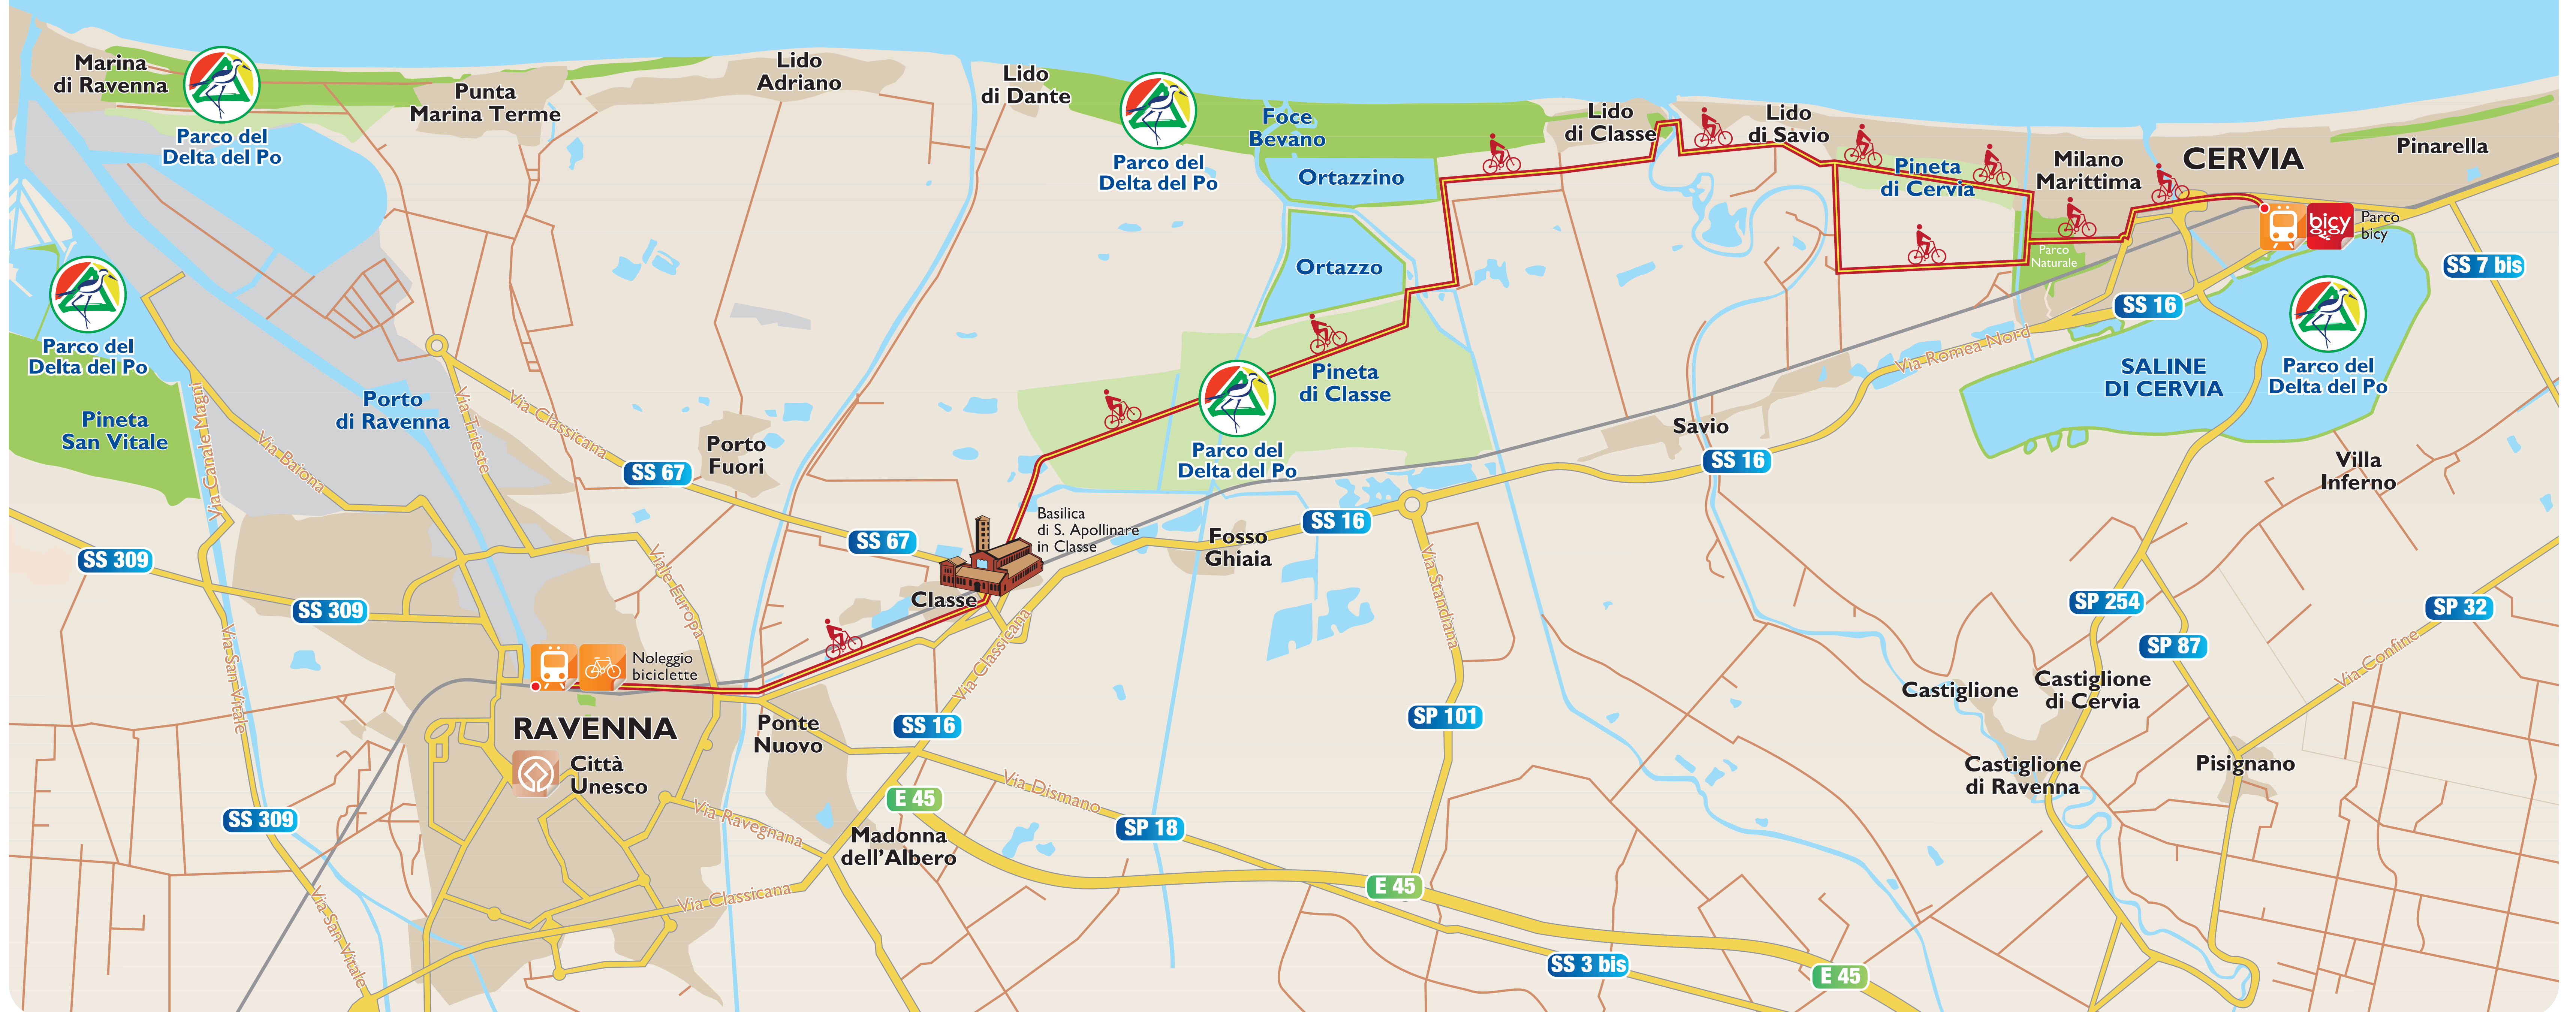 Marina
di Ravenna
Parco del
Delta del Po
Punta
Marina Terme
Lido
Adriano
Lido
di Dante
Parco del
Delta del Po
Foce
Bevano
Ortazzino
Ortazzo
Lido
di Classe
Lido
di Savio
Pineta
di Cervia
Milano
Marittima
CERVIA
Pinarella
bicy
Parco
bicy
Parco
Naturale
SS 7 bis
SS 16
Via Romea Nord
SALINE
DI CERVIA
Parco del
Delta del Po
Parco del
Delta del Po
Pineta
San Vitale
Via Canale Magni
Via Baiona
Porto
di Ravenna
Via Trieste
Via Classicana
SS 67
Porto
Fuori
SS 67
Pineta
di Classe
Parco del
Delta del Po
Savio
SS 16
Villa
Inferno
Basilica
di S. Apollinare
in Classe
Fosso
Ghiaia
SS 16
Via Standiana
SS 309
SS 309
Viale Europa
Classe
Via Classicana
SP 254
SP 87
SP 32
Via Confine
Via San Vitale
Noleggio
biciclette
RAVENNA
Città
Unesco
Ponte
Nuovo
SS 16
SP 101
Castiglione
Castiglione
di Cervia
Castiglione
di Ravenna
Pisignano
SS 309
Via Ravegnana
E 45
Via Dismano
SP 18
Madonna
dell'Albero
Via Classicana
Via San Vitale
E 45
SS 3 bis
E 45